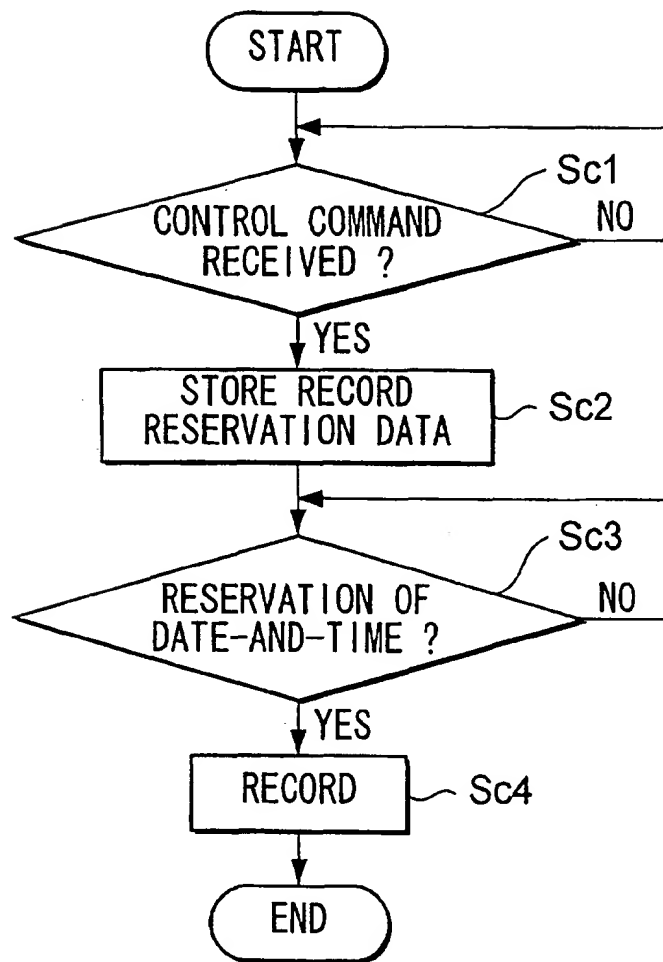 START
Sc1
CONTROL COMMAND
RECEIVED ?
NO
YES
STORE RECORD
RESERVATION DATA
Sc2
Sc3
RESERVATION OF
DATE-AND-TIME ?
NO
YES
RECORD
Sc4
END